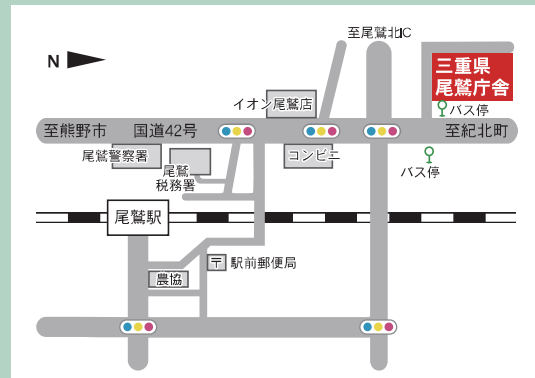 至尾鷲北IC
N
三重県
尾鷲庁舎
イオン尾鷲店
バス停
至熊野市
国道42号
至紀北町
尾鷲警察署
尾鷲
税務署
コンビニ
バス停
尾鷲駅
〒
駅前郵便局
農協